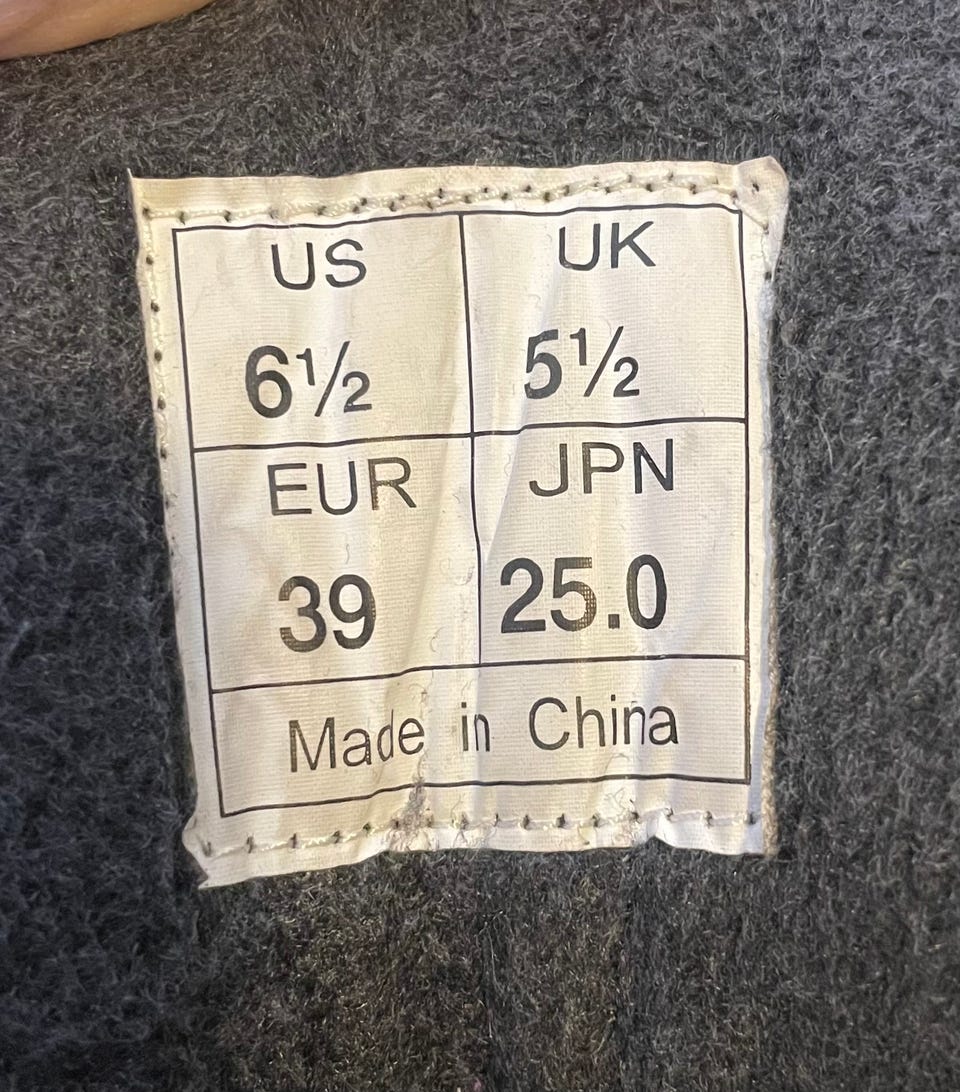 US UK
6½ 5½
EUR JPN
39 25.0
Made in China